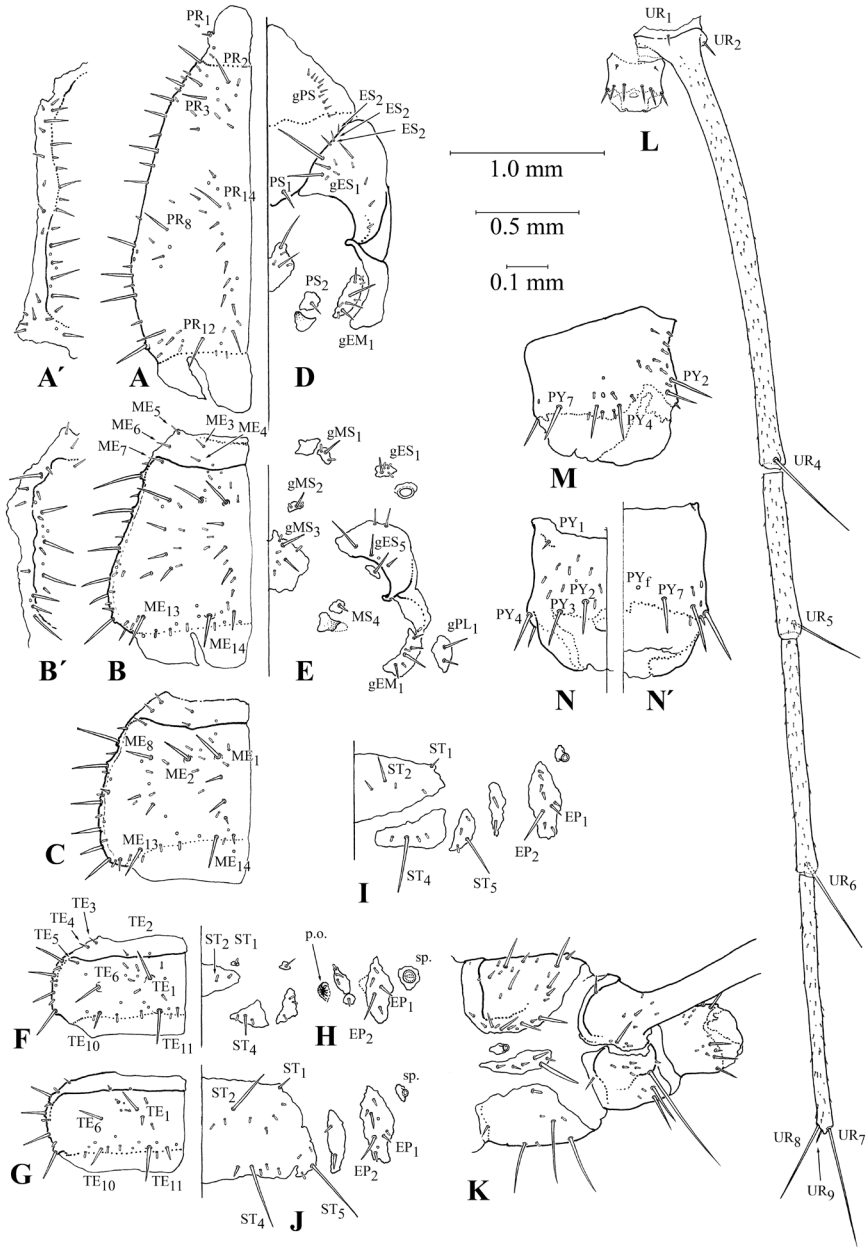 PR1
PR2
PR3
PR14
PR8
PR12
A´
A
gPS
ES2
ES2
ES2
PS1
gES1
PS2
gEM1
D
1.0 mm
0.5 mm
0.1 mm
UR1
UR2
L
UR4
UR5
UR6
UR7
UR8
UR9
PY7
PY4
PY2
M
PY1
PY2
PY3
PY4
N
PYf
PY7
N´
ME5
ME6
ME7
ME3
ME4
ME13
ME14
B´
B
gMS1
gES1
gMS2
gMS3
gES5
MS4
gPL1
gEM1
E
ME8
ME2
ME1
ME13
ME14
C
ST1
ST2
ST4
ST5
EP1
EP2
I
TE3
TE4
TE5
TE2
TE6
TE1
TE10
TE11
F
ST2
ST1
p.o.
sp.
ST4
EP2
EP1
H
TE6
TE1
TE10
TE11
G
ST2
ST1
sp.
EP1
EP2
ST4
ST5
J
K